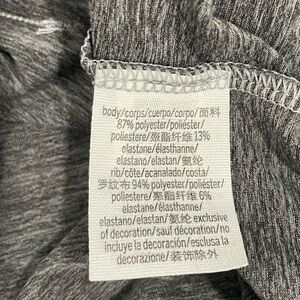 body/corps/cuerpo/corpo/面料
87% polyester/poliéster/
poliestere/聚酯纤维 13%
elastane/élasthanne/
elastano/elastan/氨纶
rib/côte/acanalado/costa/
罗纹布 94% polyester/poliéster/
poliestere/聚酯纤维 6%
elastane/élasthanne/
elastano/elastan/氨纶 exclusive
of decoration/sauf décoration/no
incluye la decoración/esclusa la
decorazione/装饰除外